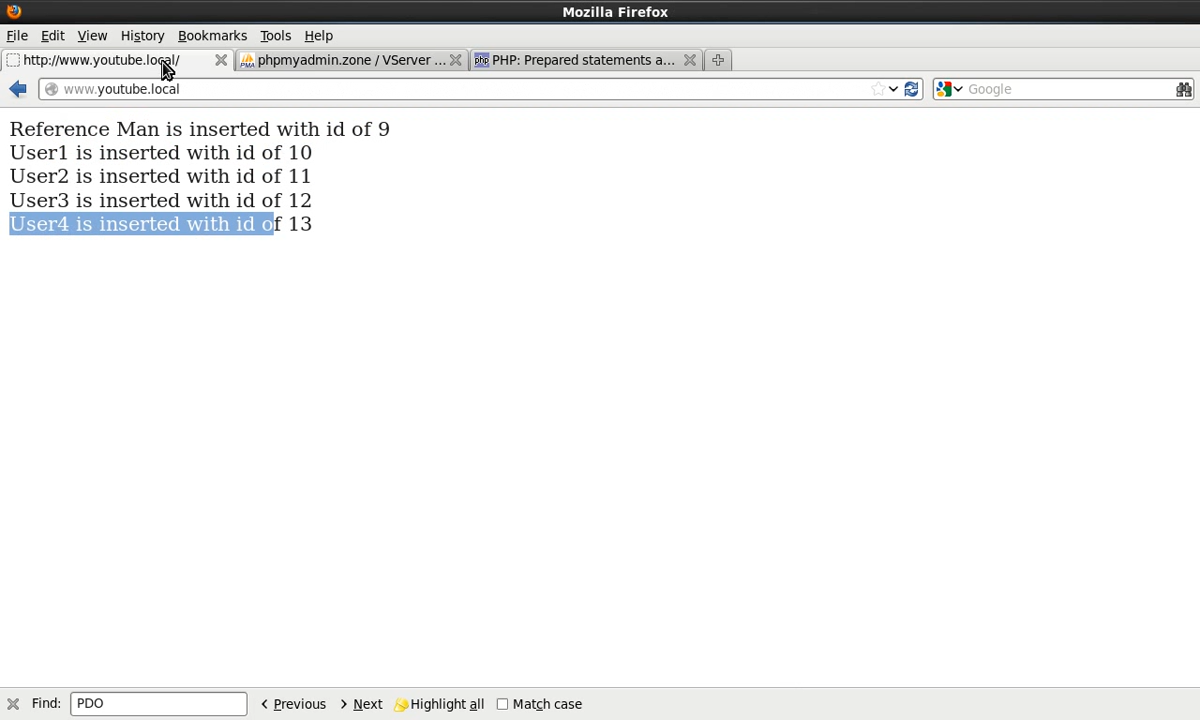 Mozilla Firefox
File Edit View History Bookmarks Tools Help
http://www.youtube.local/ phpmyadmin.zone / VServer ... PHP: Prepared statements a...
www.youtube.local Google
Reference Man is inserted with id of 9
User1 is inserted with id of 10
User2 is inserted with id of 11
User3 is inserted with id of 12
User4 is inserted with id of 13
Find: PDO Previous Next Highlight all Match case